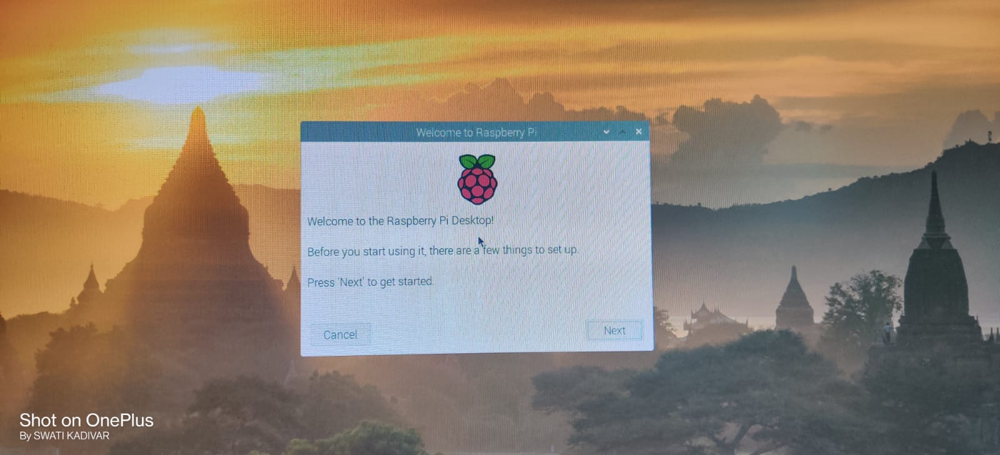 Welcome to Raspberry Pi
Welcome to the Raspberry Pi Desktop!
Before you start using it, there are a few things to set up.
Press 'Next' to get started.
Cancel
Next
Shot on OnePlus
By SWATI KADIVAR